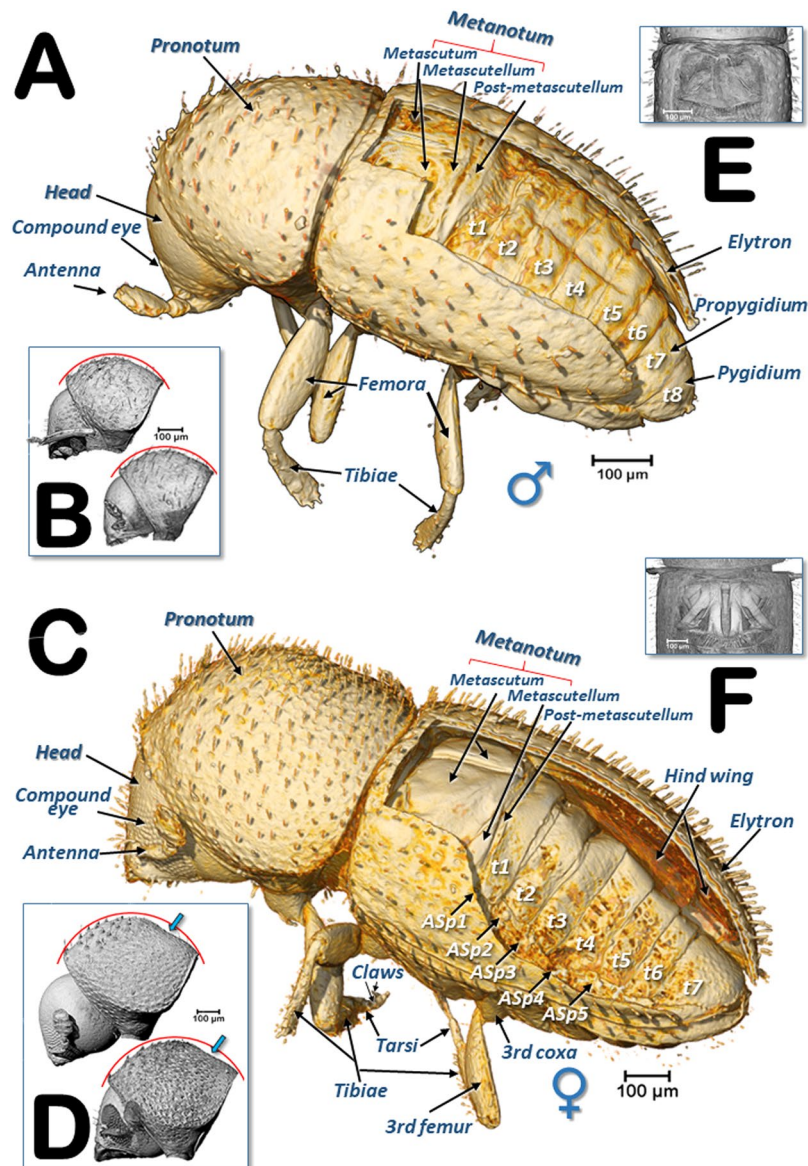 A
Pronotum
Metanotum
Metascutum
Metascutellum
Post-metascutellum
100 µm
E
Head
Compound eye
Antenna
t1
t2
t3
t4
t5
t6
t7
t8
Elytron
Propygidium
Pygidium
Femora
Tibiae
100 µm
♂
100 µm
B
100 µm
F
C
Pronotum
Metanotum
Metascutum
Metascutellum
Post-metascutellum
Head
Compound
eye
Antenna
Hind wing
Elytron
t1
t2
t3
t4
t5
t6
t7
ASp1
ASp2
ASp3
ASp4
ASp5
Claws
Tarsi
Tibiae
3rd coxa
3rd femur
♀
100 µm
100 µm
D